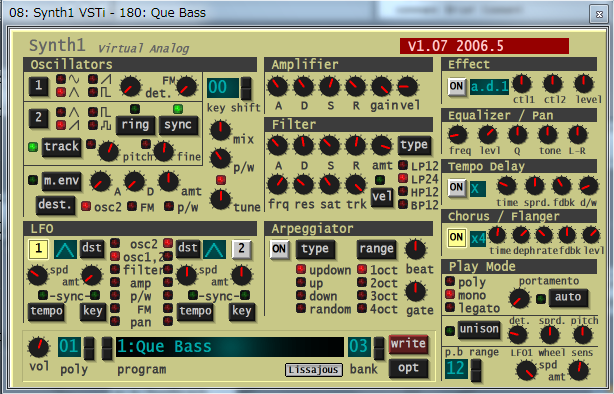 08: Synth1 VSTi - 180: Que Bass
x
Synth1 Virtual Analog
v1.07 2006.5
Oscillators
1
FM
det.
00
key shift
2
ring
sync
mix
track
pitch
fine
p/w
m.env
A D amt
dest.
osc2 FM p/w
tune
Amplifier
A D S R gain vel
Filter
type
A D S R amt
LP12
LP24
HP12
BP12
vel
frq res sat trk
Effect
ON
a.d.1
ctl1 ctl2 level
Equalizer / Pan
freq levl Q tone L-R
Tempo Delay
ON
x
time sprd. fdbk d/w
Chorus / Flanger
ON
x4
time deph rate fdbk levl
LFO
1
dst
osc2
osc1,2
filter
amp
p/w
FM
pan
dst
2
spd
amt
-sync-
tempo
key
spd
amt
-sync-
tempo
key
Arpeggiator
ON
type
range
beat
updown
up
down
random
1oct
2oct
3oct
4oct
gate
Play Mode
poly
mono
legato
portamento
auto
unison
det. sprd. pitch
p.b range
12
LFO1 wheel sens
spd
amt
vol
01
poly
1:Que Bass
program
Lissajous
03
bank
write
opt